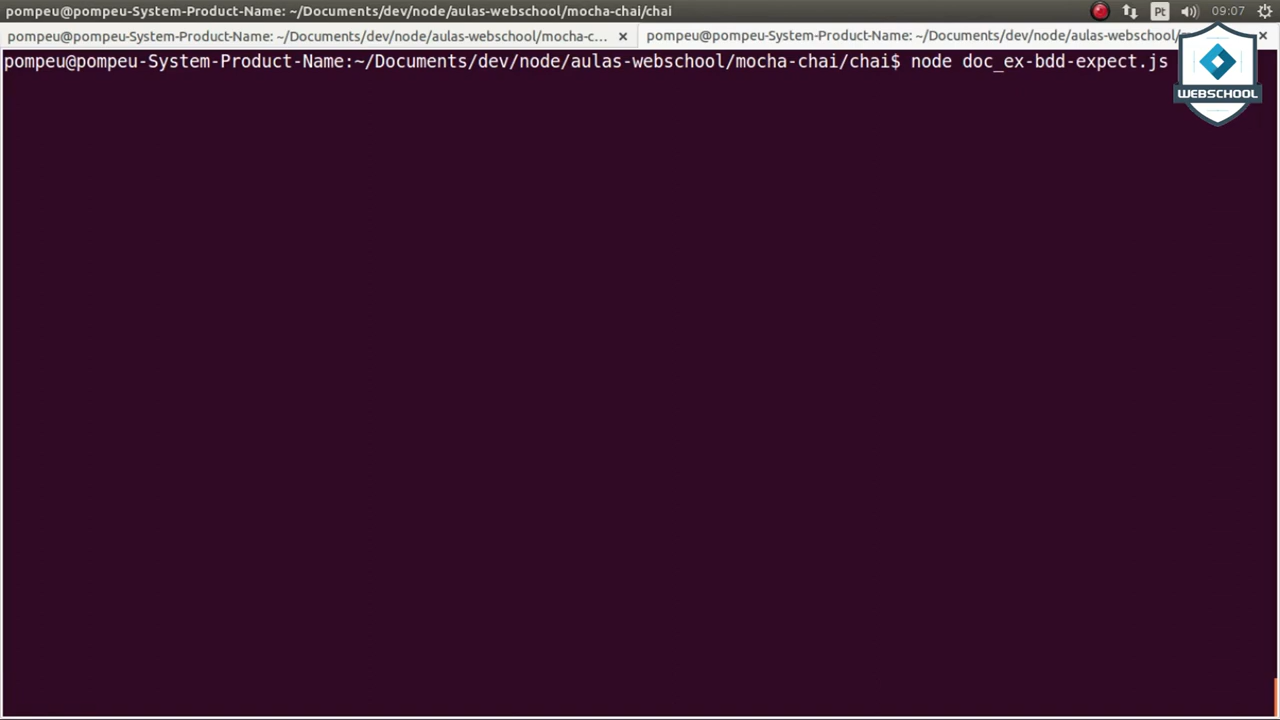 pompeu@pompeu-System-Product-Name: ~/Documents/dev/node/aulas-webschool/mocha-chai/chai
Pt
09:07
pompeu@pompeu-System-Product-Name: ~/Documents/dev/node/aulas-webschool/mocha-c...
pompeu@pompeu-System-Product-Name: ~/Documents/dev/node/aulas-webschool/
pompeu@pompeu-System-Product-Name:~/Documents/dev/node/aulas-webschool/mocha-chai/chai$ node doc_ex-bdd-expect.js
WEBSCHOOL